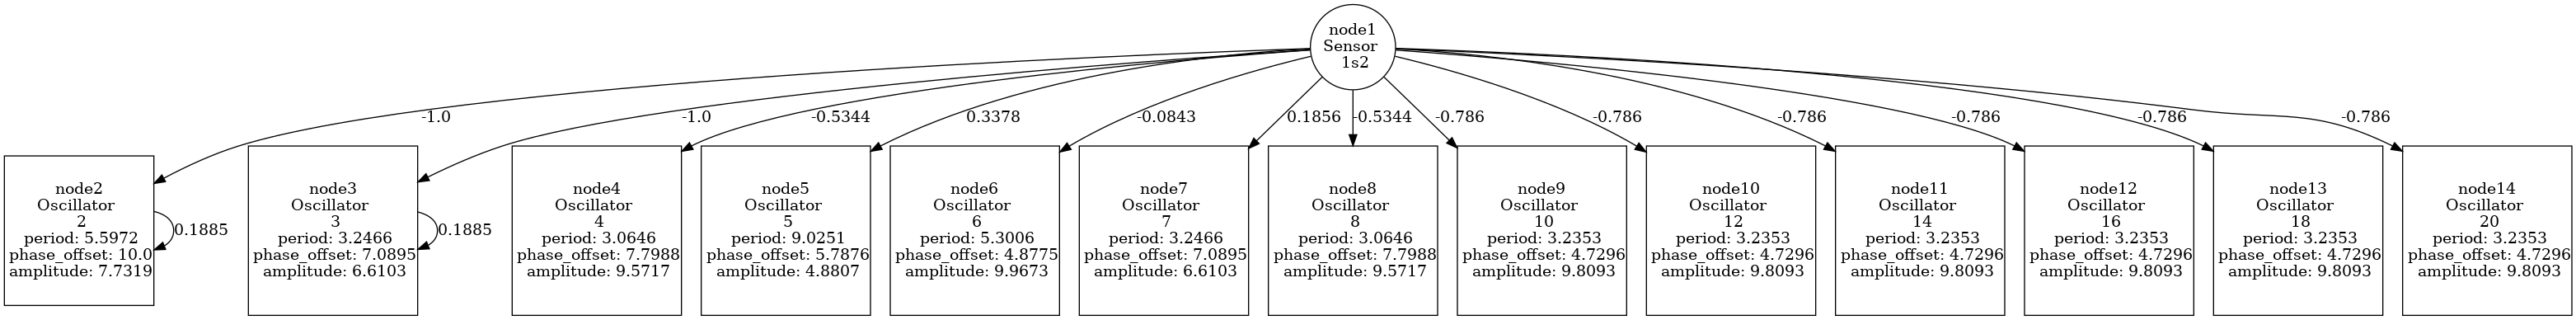 node1
Sensor
1s2
-1.0
-1.0
-0.5344
0.3378
-0.0843
0.1856
-0.5344
-0.786
-0.786
-0.786
-0.786
-0.786
-0.786
node2
Oscillator
2
period: 5.5972
phase_offset: 10.0
amplitude: 7.7319
0.1885
node3
Oscillator
3
period: 3.2466
phase_offset: 7.0895
amplitude: 6.6103
0.1885
node4
Oscillator
4
period: 3.0646
phase_offset: 7.7988
amplitude: 9.5717
node5
Oscillator
5
period: 9.0251
phase_offset: 5.7876
amplitude: 4.8807
node6
Oscillator
6
period: 5.3006
phase_offset: 4.8775
amplitude: 9.9673
node7
Oscillator
7
period: 3.2466
phase_offset: 7.0895
amplitude: 6.6103
node8
Oscillator
8
period: 3.0646
phase_offset: 7.7988
amplitude: 9.5717
node9
Oscillator
10
period: 3.2353
phase_offset: 4.7296
amplitude: 9.8093
node10
Oscillator
12
period: 3.2353
phase_offset: 4.7296
amplitude: 9.8093
node11
Oscillator
14
period: 3.2353
phase_offset: 4.7296
amplitude: 9.8093
node12
Oscillator
16
period: 3.2353
phase_offset: 4.7296
amplitude: 9.8093
node13
Oscillator
18
period: 3.2353
phase_offset: 4.7296
amplitude: 9.8093
node14
Oscillator
20
period: 3.2353
phase_offset: 4.7296
amplitude: 9.8093